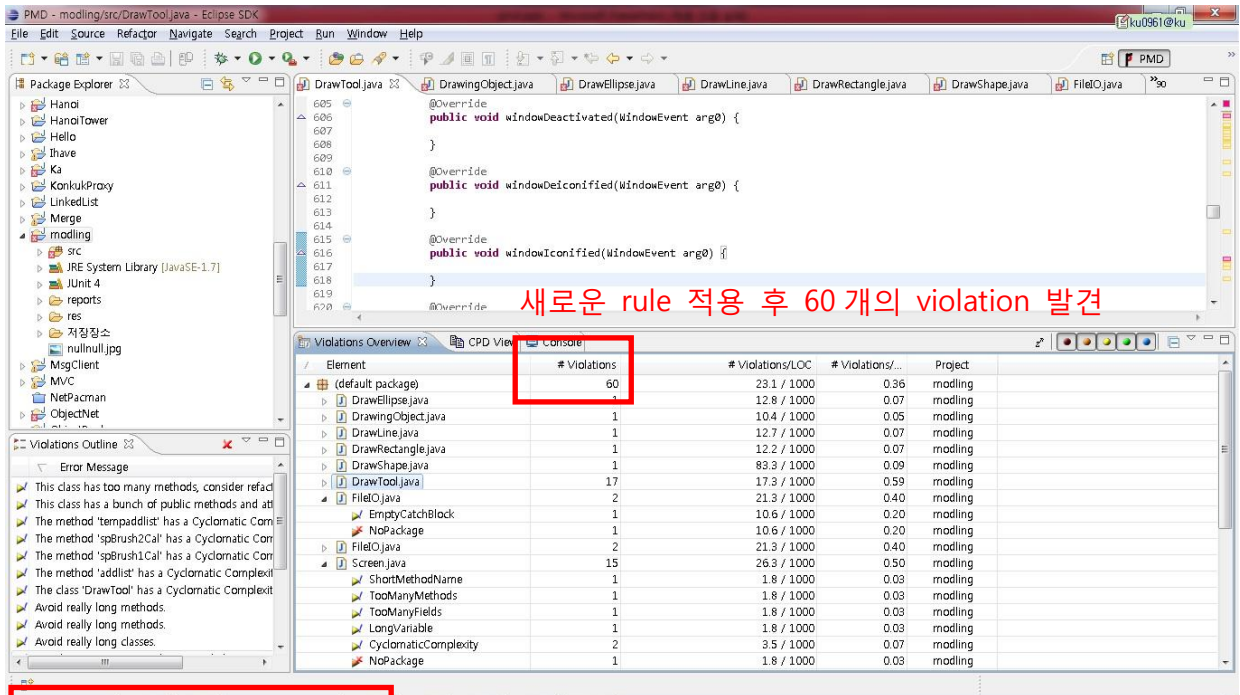 PMD - modling/src/DrawTool.java - Eclipse SDK
ku0961@ku
File Edit Source Refactor Navigate Search Project Run Window Help
PMD
Package Explorer
Hanoi
HanoiTower
Hello
Ihave
Ka
KonkukProxy
LinkedList
Merge
modling
src
JRE System Library [JavaSE-1.7]
JUnit 4
reports
res
저장장소
nullnull.jpg
MsgClient
MVC
NetPacman
ObjectNet
DrawTool.java DrawingObject.java DrawEllipse.java DrawLine.java DrawRectangle.java DrawShape.java FileIO.java »90
605 @Override
606 public void windowDeactivated(WindowEvent arg0) {
607
608 }
609
610 @Override
611 public void windowDeiconified(WindowEvent arg0) {
612
613 }
614
615 @Override
616 public void windowIconified(WindowEvent arg0) {
617
618 }
619
620 @Override
새로운 rule 적용 후 60 개의 violation 발견
Violations Outline
Error Message
This class has too many methods, consider refact
This class has a bunch of public methods and att
The method 'tempaddlist' has a Cyclomatic Com
The method 'spBrush2Cal' has a Cyclomatic Com
The method 'spBrush1Cal' has a Cyclomatic Com
The method 'addlist' has a Cyclomatic Complexit
The class 'DrawTool' has a Cyclomatic Complexit
Avoid really long methods.
Avoid really long methods.
Avoid really long classes.
Violations Overview CPD View Console
Element # Violations # Violations/LOC # Violations/... Project
(default package) 60 23.1 / 1000 0.36 modling
DrawEllipse.java 1 12.8 / 1000 0.07 modling
DrawingObject.java 1 10.4 / 1000 0.05 modling
DrawLine.java 1 12.7 / 1000 0.07 modling
DrawRectangle.java 1 12.2 / 1000 0.07 modling
DrawShape.java 1 83.3 / 1000 0.09 modling
DrawTool.java 17 17.3 / 1000 0.59 modling
FileIO.java 2 21.3 / 1000 0.40 modling
EmptyCatchBlock 1 10.6 / 1000 0.20 modling
NoPackage 1 10.6 / 1000 0.20 modling
FileIO.java 2 21.3 / 1000 0.40 modling
Screen.java 15 26.3 / 1000 0.50 modling
ShortMethodName 1 1.8 / 1000 0.03 modling
TooManyMethods 1 1.8 / 1000 0.03 modling
TooManyFields 1 1.8 / 1000 0.03 modling
LongVariable 1 1.8 / 1000 0.03 modling
CyclomaticComplexity 2 3.5 / 1000 0.07 modling
NoPackage 1 1.8 / 1000 0.03 modling